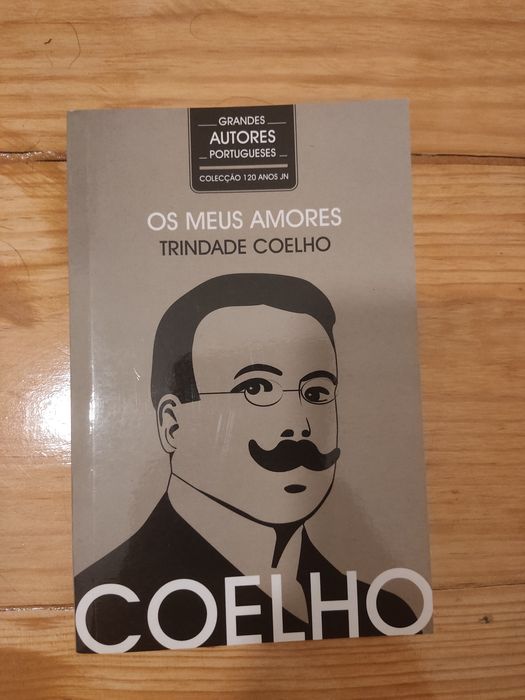 GRANDES
AUTORES
PORTUGUESES
COLECÇÃO 120 ANOS JN
OS MEUS AMORES
TRINDADE COELHO
COELHO